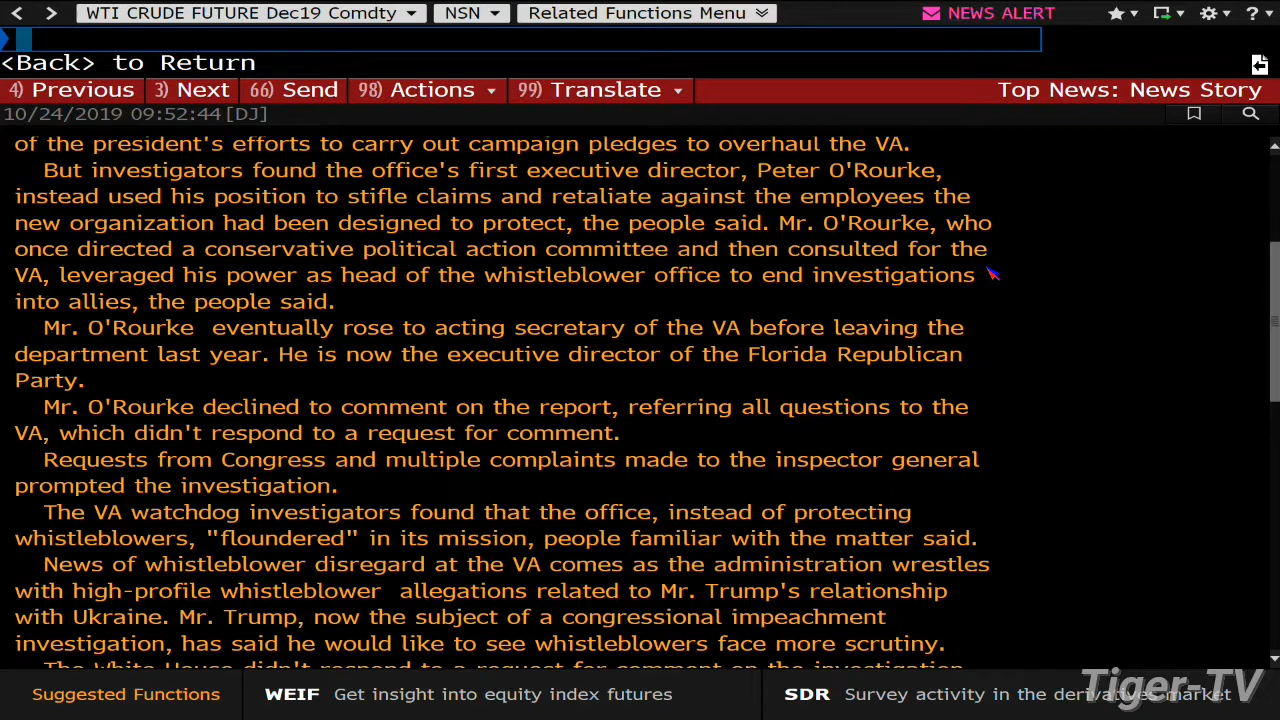 WTI CRUDE FUTURE Dec19 Comdty NSN Related Functions Menu NEWS ALERT
<Back> to Return
4) Previous 3) Next 66) Send 98) Actions 99) Translate Top News: News Story
10/24/2019 09:52:44 [DJ]
of the president's efforts to carry out campaign pledges to overhaul the VA.
But investigators found the office's first executive director, Peter O'Rourke,
instead used his position to stifle claims and retaliate against the employees the
new organization had been designed to protect, the people said. Mr. O'Rourke, who
once directed a conservative political action committee and then consulted for the
VA, leveraged his power as head of the whistleblower office to end investigations
into allies, the people said.
Mr. O'Rourke eventually rose to acting secretary of the VA before leaving the
department last year. He is now the executive director of the Florida Republican
Party.
Mr. O'Rourke declined to comment on the report, referring all questions to the
VA, which didn't respond to a request for comment.
Requests from Congress and multiple complaints made to the inspector general
prompted the investigation.
The VA watchdog investigators found that the office, instead of protecting
whistleblowers, "floundered" in its mission, people familiar with the matter said.
News of whistleblower disregard at the VA comes as the administration wrestles
with high-profile whistleblower allegations related to Mr. Trump's relationship
with Ukraine. Mr. Trump, now the subject of a congressional impeachment
investigation, has said he would like to see whistleblowers face more scrutiny.
The White House didn't respond to a request for comment on the investigation
Suggested Functions WEIF Get insight into equity index futures SDR Survey activity in the derivatives market
Tiger-TV